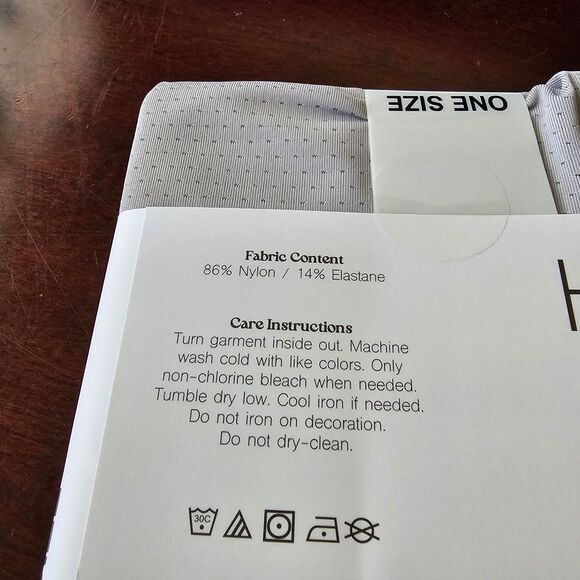 ONE SIZE
Fabric Content
86% Nylon / 14% Elastane
Care Instructions
Turn garment inside out. Machine
wash cold with like colors. Only
non-chlorine bleach when needed.
Tumble dry low. Cool iron if needed.
Do not iron on decoration.
Do not dry-clean.
30C